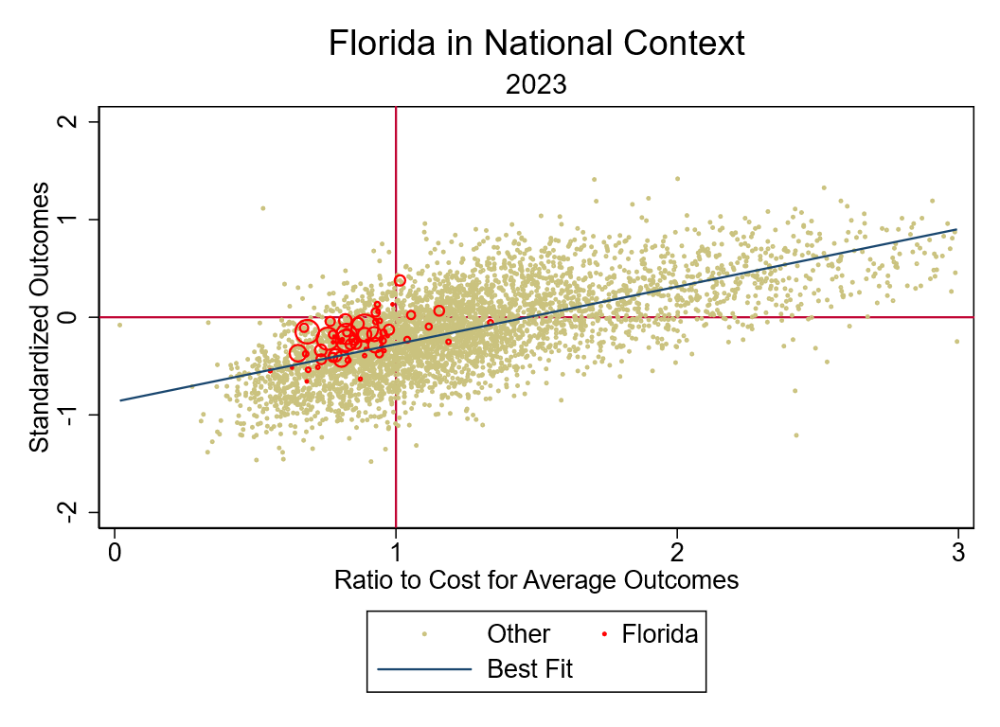 Florida in National Context
2023
Standardized Outcomes
2
1
0
-1
-2
0 1 2 3
Ratio to Cost for Average Outcomes
Other Florida
Best Fit